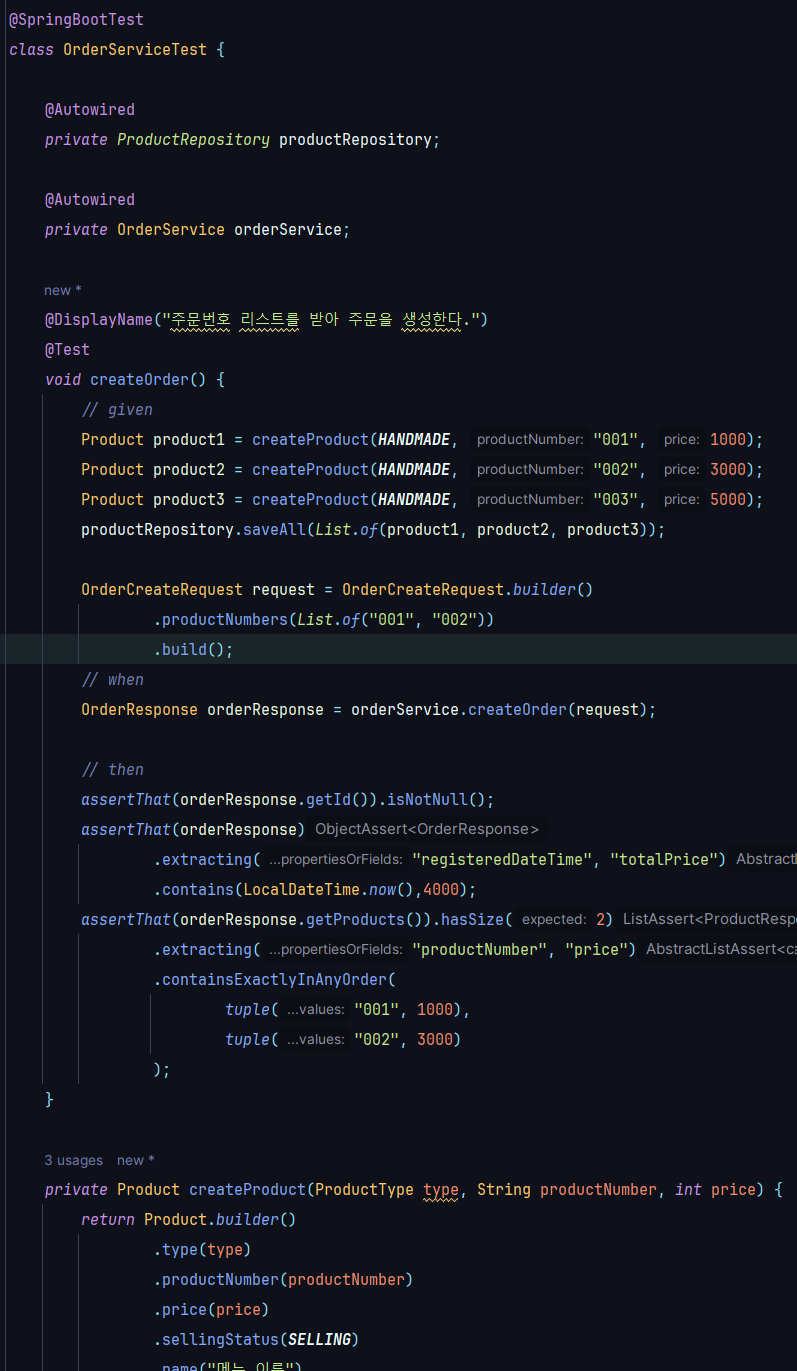 @SpringBootTest
class OrderServiceTest {
@Autowired
private ProductRepository productRepository;
@Autowired
private OrderService orderService;
new *
@DisplayName("주문번호 리스트를 받아 주문을 생성한다.")
@Test
void createOrder() {
// given
Product product1 = createProduct(HANDMADE, productNumber: "001", price: 1000);
Product product2 = createProduct(HANDMADE, productNumber: "002", price: 3000);
Product product3 = createProduct(HANDMADE, productNumber: "003", price: 5000);
productRepository.saveAll(List.of(product1, product2, product3));
OrderCreateRequest request = OrderCreateRequest.builder()
.productNumbers(List.of("001", "002"))
.build();
// when
OrderResponse orderResponse = orderService.createOrder(request);
// then
assertThat(orderResponse.getId()).isNotNull();
assertThat(orderResponse) ObjectAssert<OrderResponse>
.extracting( ...propertiesOrFields: "registeredDateTime", "totalPrice") Abstract
.contains(LocalDateTime.now(),4000);
assertThat(orderResponse.getProducts()).hasSize( expected: 2) ListAssert<ProductResp
.extracting( ...propertiesOrFields: "productNumber", "price") AbstractListAssert<ca
.containsExactlyInAnyOrder(
tuple( ...values: "001", 1000),
tuple( ...values: "002", 3000)
);
}
3 usages new *
private Product createProduct(ProductType type, String productNumber, int price) {
return Product.builder()
.type(type)
.productNumber(productNumber)
.price(price)
.sellingStatus(SELLING)
.name("메뉴 이름")